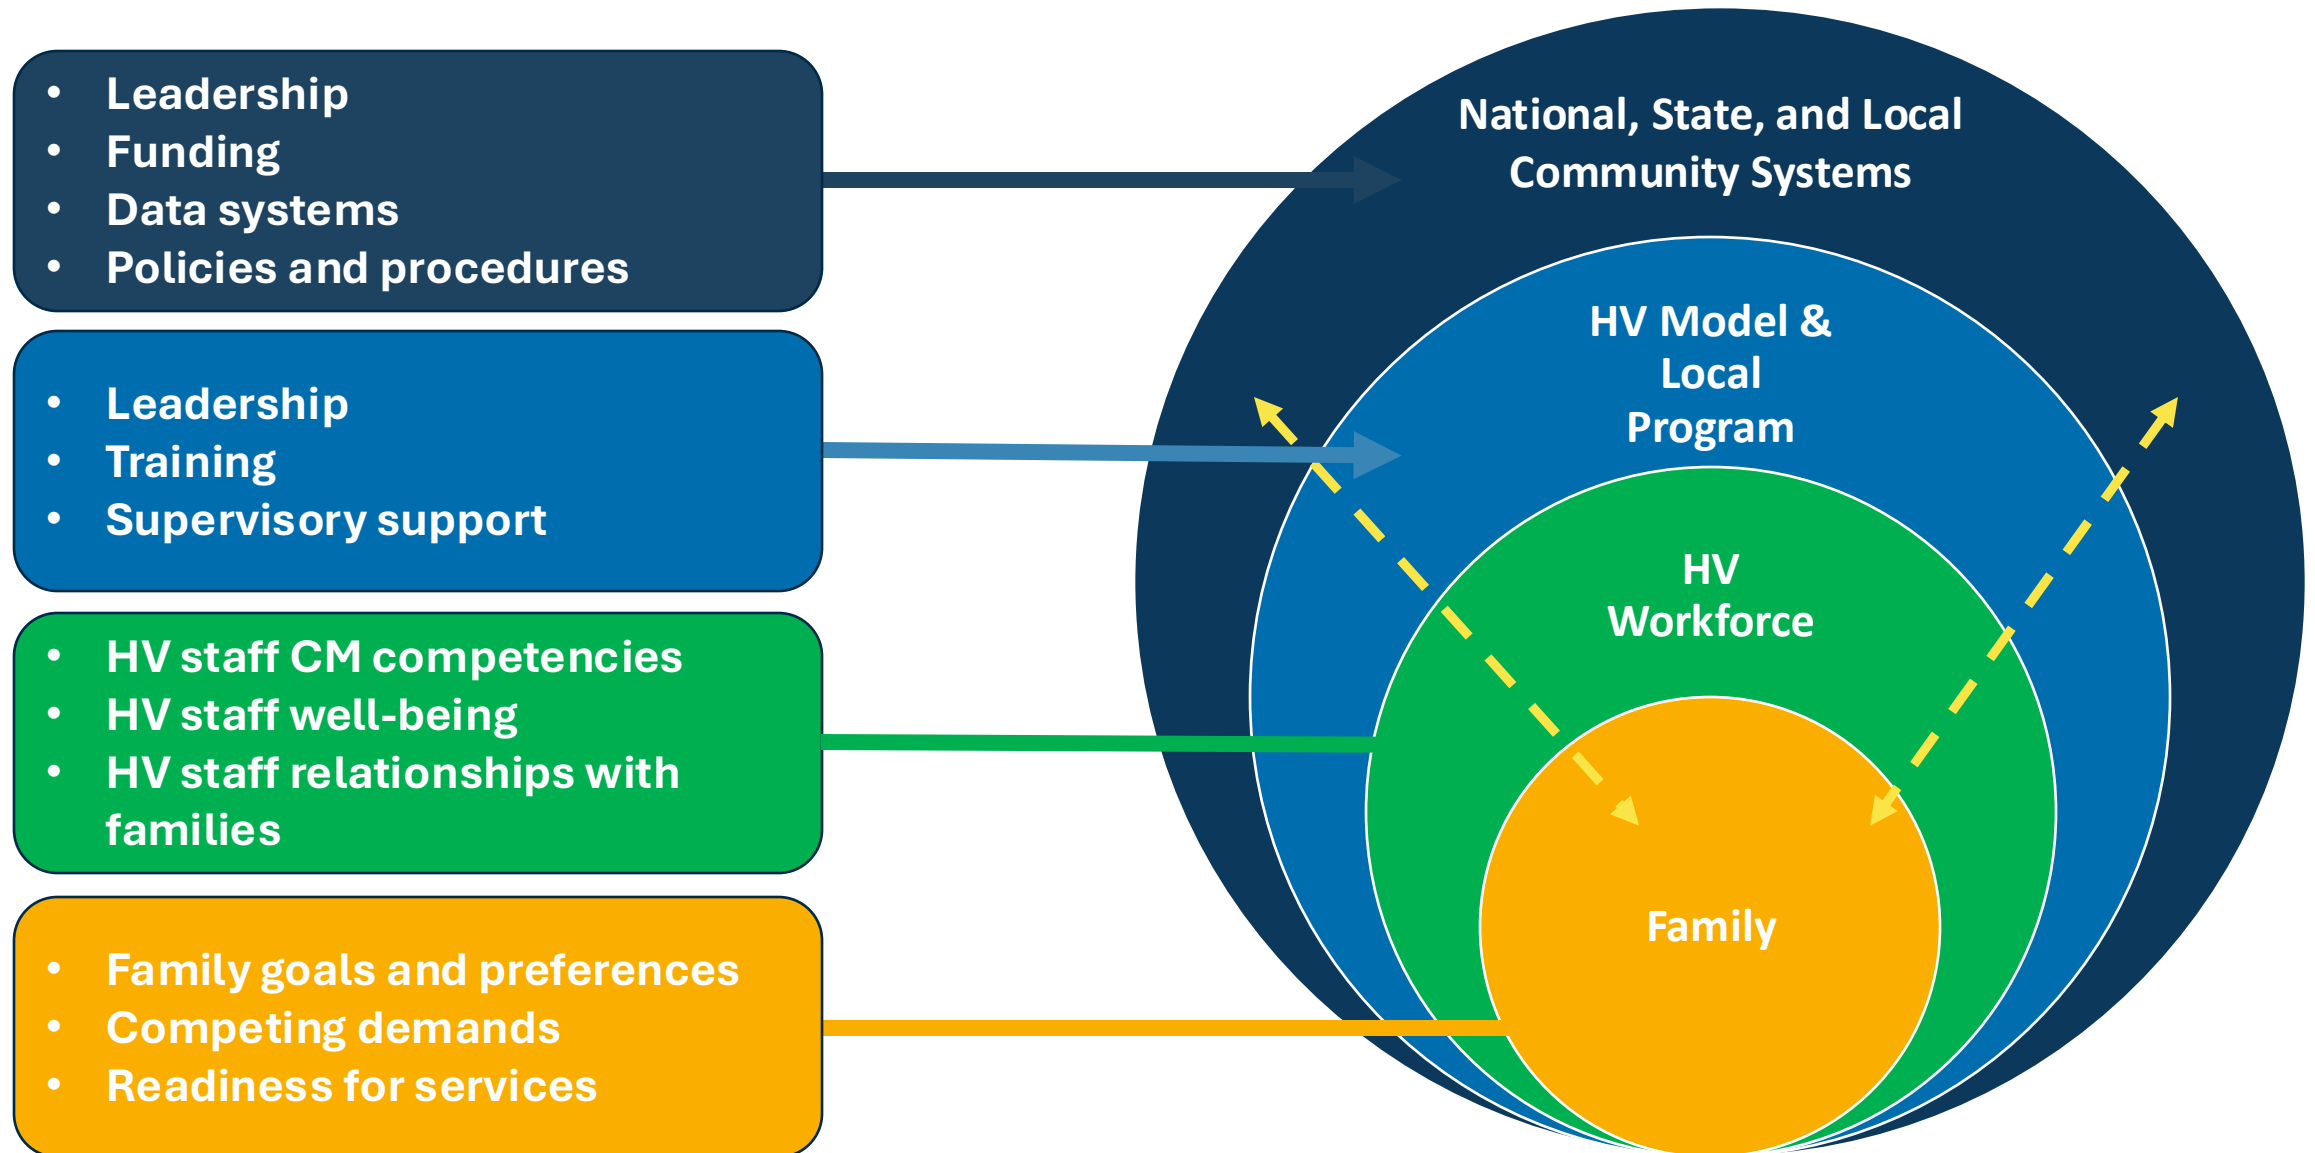 • Leadership
• Funding
• Data systems
• Policies and procedures
• Leadership
• Training
• Supervisory support
• HV staff CM competencies
• HV staff well-being
• HV staff relationships with
families
• Family goals and preferences
• Competing demands
• Readiness for services
National, State, and Local
Community Systems
HV Model &
Local
Program
HV
Workforce
Family